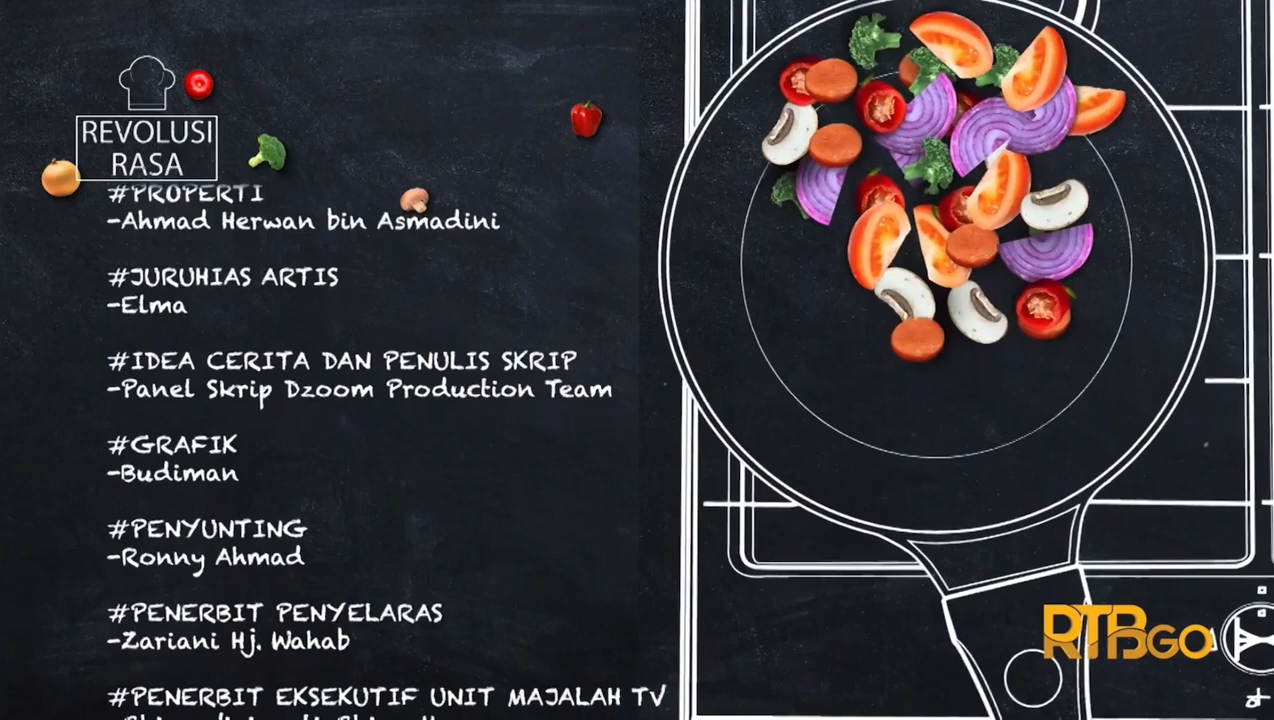 REVOLUSI
RASA
#PROPERTI
-Ahmad Herwan bin Asmadini
#JURUHIAS ARTIS
-Elma
#IDEA CERITA DAN PENULIS SKRIP
-Panel Skrip Dzoom Production Team
#GRAFIK
-Budiman
#PENYUNTING
-Ronny Ahmad
#PENERBIT PENYELARAS
-Zariani Hj. Wahab
#PENERBIT EKSEKUTIF UNIT MAJALAH TV
RTBGO